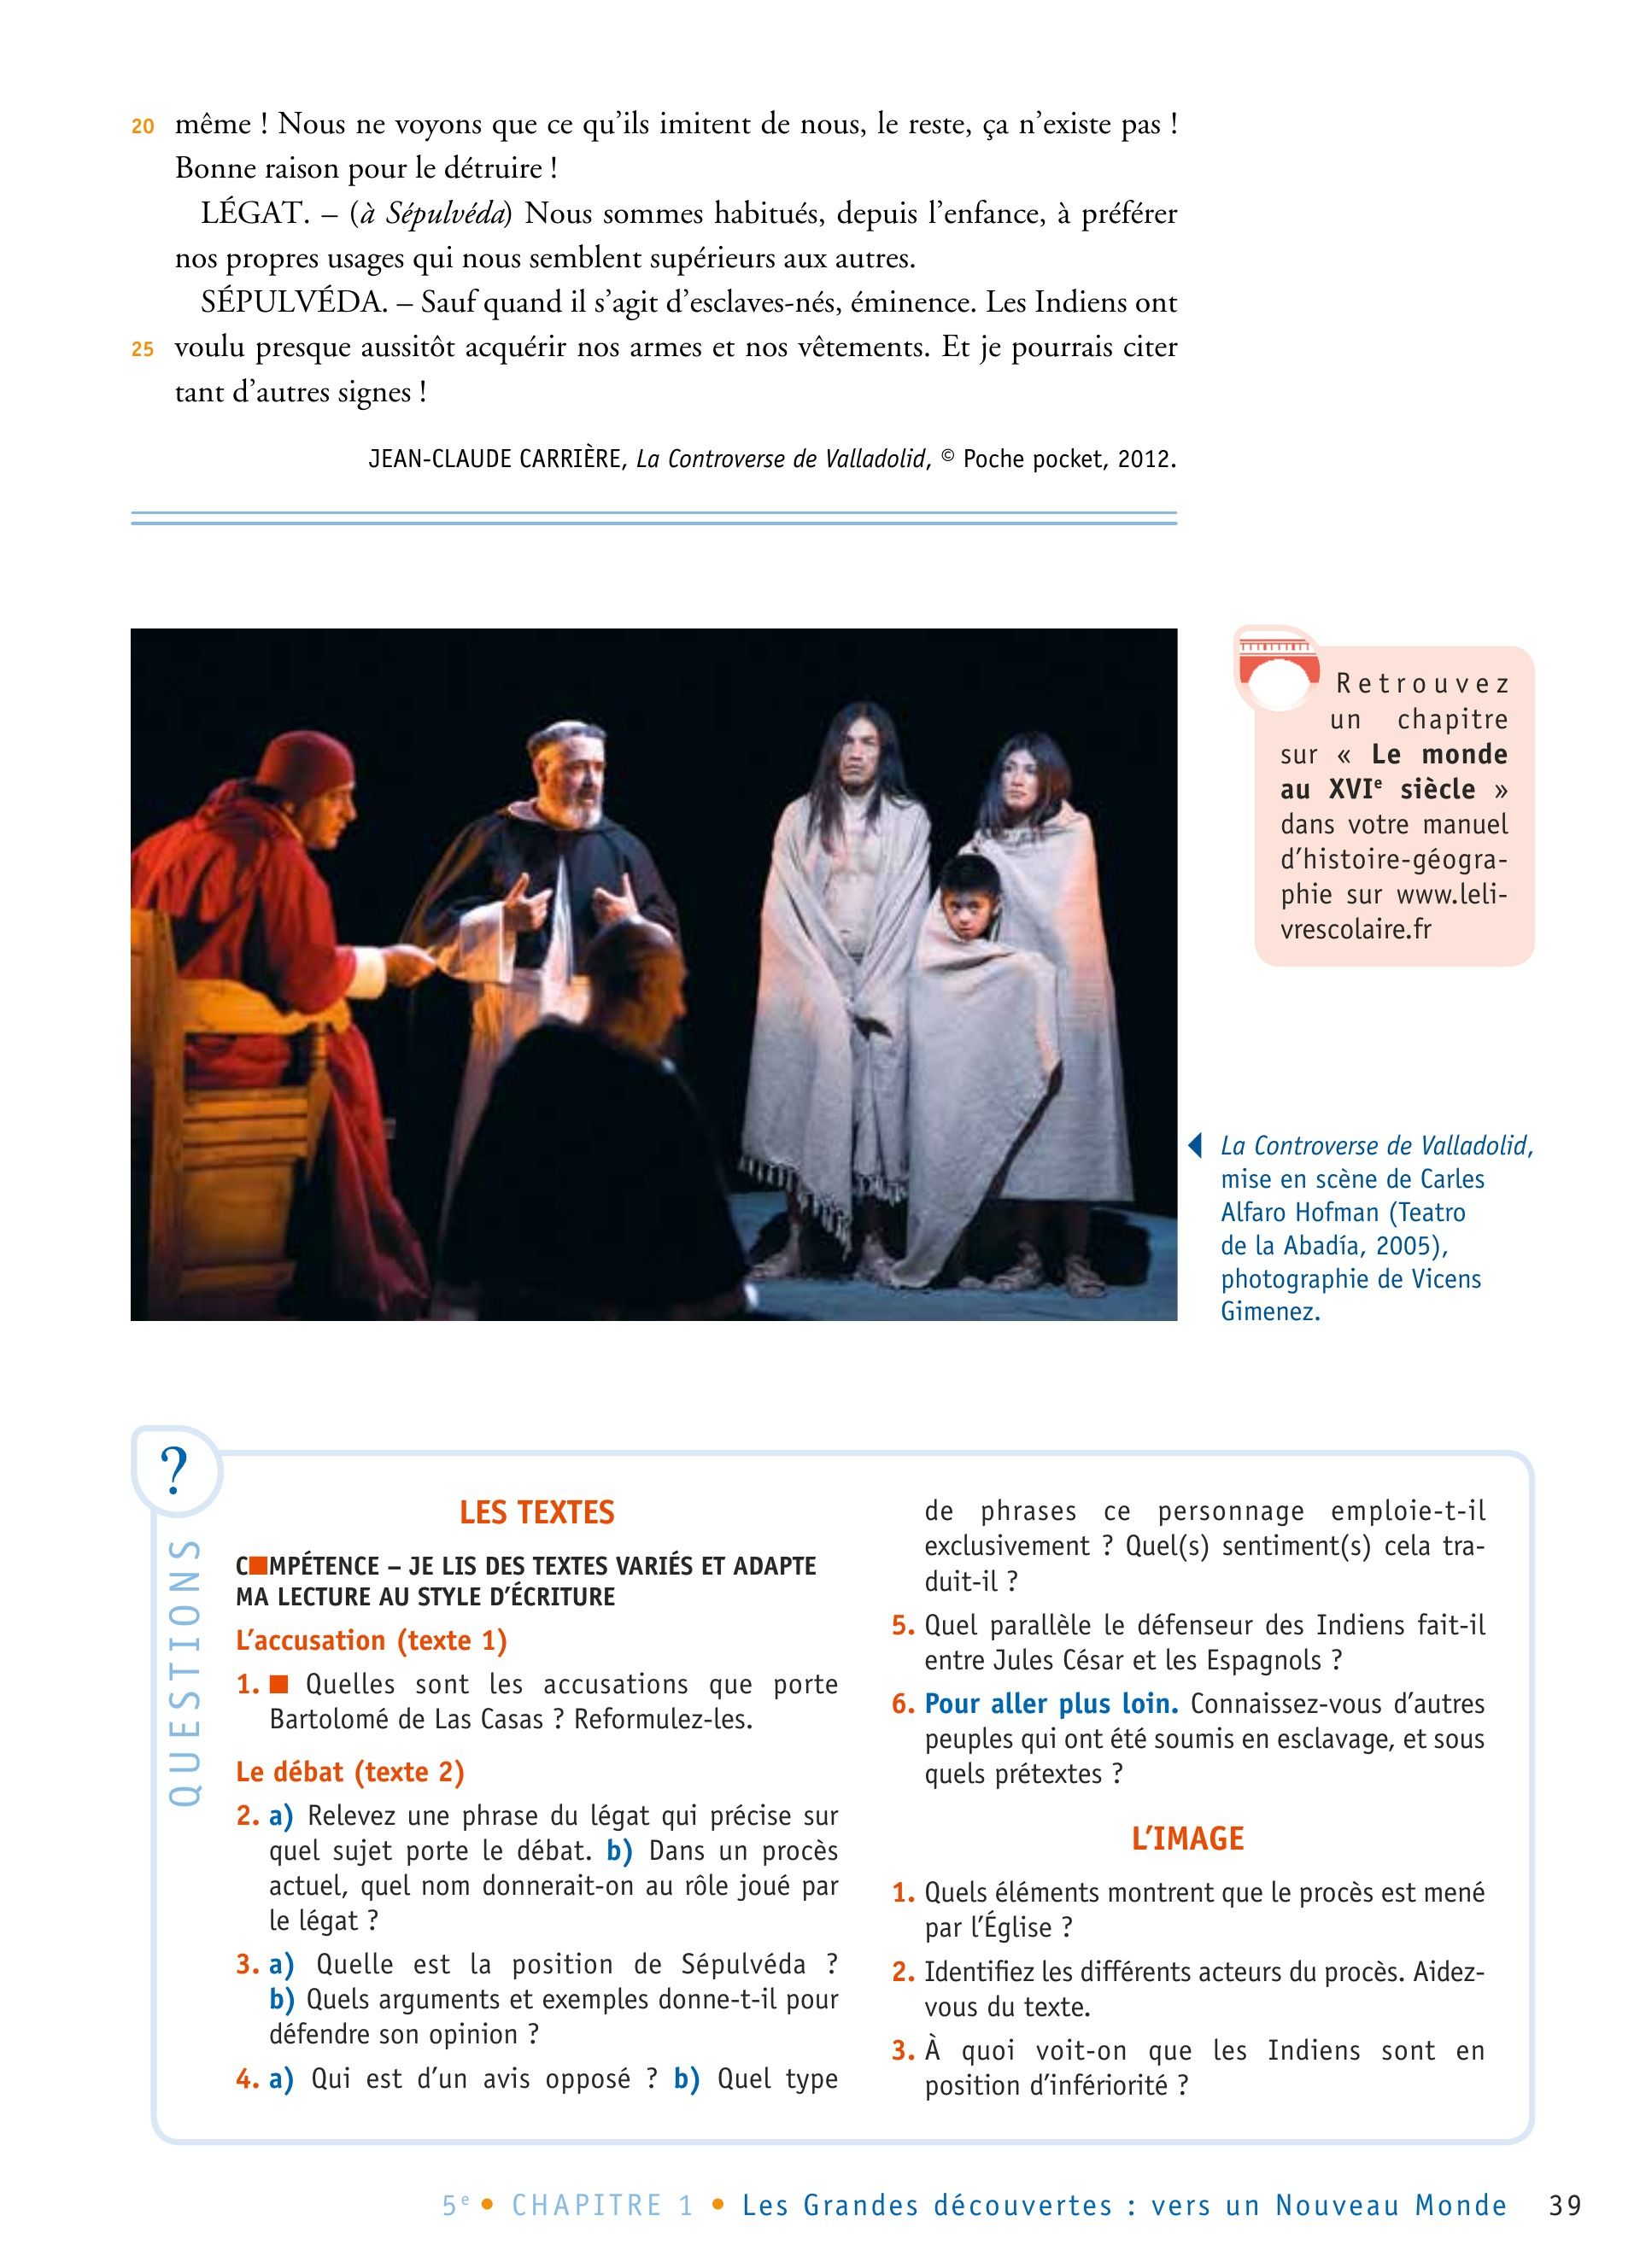 20 même ! Nous ne voyons que ce qu’ils imitent de nous, le reste, ça n’existe pas !
Bonne raison pour le détruire !
LÉGAT. – (à Sépulvéda) Nous sommes habitués, depuis l’enfance, à préférer
nos propres usages qui nous semblent supérieurs aux autres.
SÉPULVÉDA. – Sauf quand il s’agit d’esclaves-nés, éminence. Les Indiens ont
25 voulu presque aussitôt acquérir nos armes et nos vêtements. Et je pourrais citer
tant d’autres signes !
JEAN-CLAUDE CARRIÈRE, La Controverse de Valladolid, © Poche pocket, 2012.
Retrouvez
un chapitre
sur « Le monde
au XVIe siècle »
dans votre manuel
d’histoire-géogra-
phie sur www.leli-
vrescolaire.fr
La Controverse de Valladolid,
mise en scène de Carles
Alfaro Hofman (Teatro
de la Abadía, 2005),
photographie de Vicens
Gimenez.
?
QUESTIONS
LES TEXTES
C■MPÉTENCE – JE LIS DES TEXTES VARIÉS ET ADAPTE
MA LECTURE AU STYLE D’ÉCRITURE
L’accusation (texte 1)
1. ■ Quelles sont les accusations que porte
Bartolomé de Las Casas ? Reformulez-les.
Le débat (texte 2)
2. a) Relevez une phrase du légat qui précise sur
quel sujet porte le débat. b) Dans un procès
actuel, quel nom donnerait-on au rôle joué par
le légat ?
3. a) Quelle est la position de Sépulvéda ?
b) Quels arguments et exemples donne-t-il pour
défendre son opinion ?
4. a) Qui est d’un avis opposé ? b) Quel type
de phrases ce personnage emploie-t-il
exclusivement ? Quel(s) sentiment(s) cela tra-
duit-il ?
5. Quel parallèle le défenseur des Indiens fait-il
entre Jules César et les Espagnols ?
6. Pour aller plus loin. Connaissez-vous d’autres
peuples qui ont été soumis en esclavage, et sous
quels prétextes ?
L’IMAGE
1. Quels éléments montrent que le procès est mené
par l’Église ?
2. Identifiez les différents acteurs du procès. Aidez-
vous du texte.
3. À quoi voit-on que les Indiens sont en
position d’infériorité ?
5e • CHAPITRE 1 • Les Grandes découvertes : vers un Nouveau Monde 39